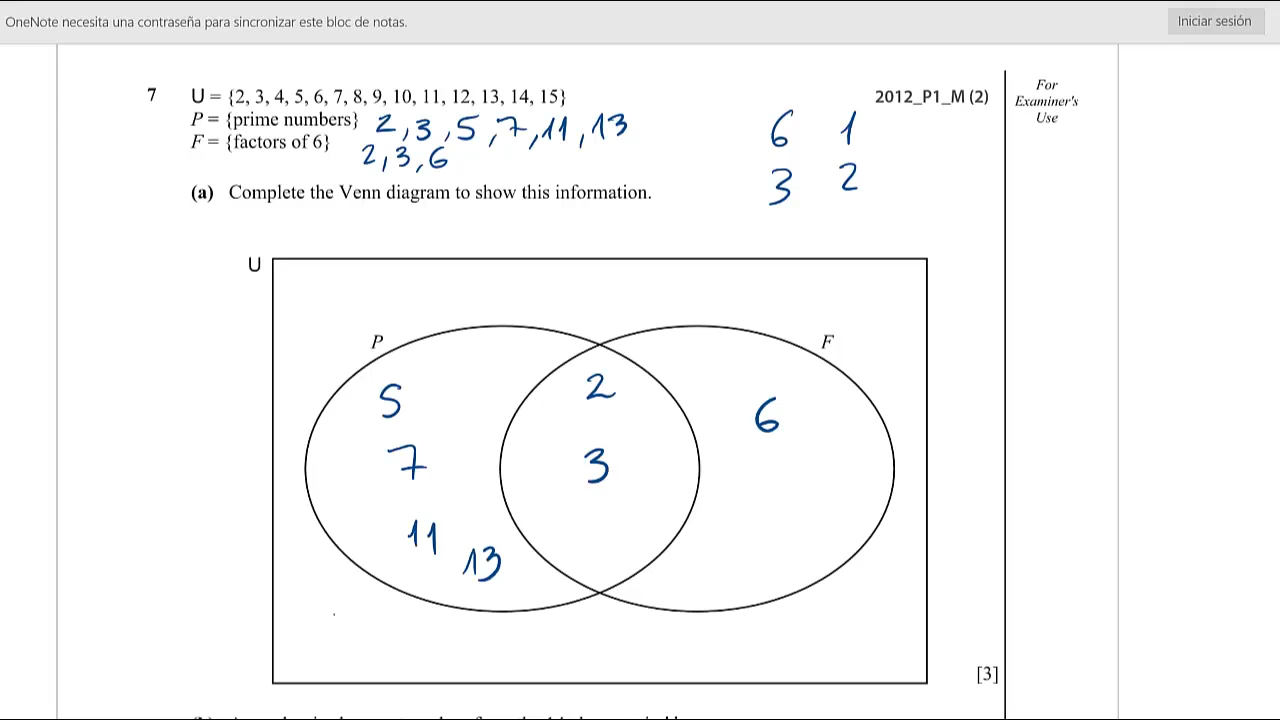 OneNote necesita una contraseña para sincronizar este bloc de notas.
Iniciar sesión
7 U = {2, 3, 4, 5, 6, 7, 8, 9, 10, 11, 12, 13, 14, 15} 2012_P1_M (2)
P = {prime numbers} 2, 3, 5, 7, 11, 13
F = {factors of 6} 2, 3, 6
6 1
3 2
For
Examiner's
Use
(a) Complete the Venn diagram to show this information.
U
P F
5 2 6
7 3
11 13
[3]